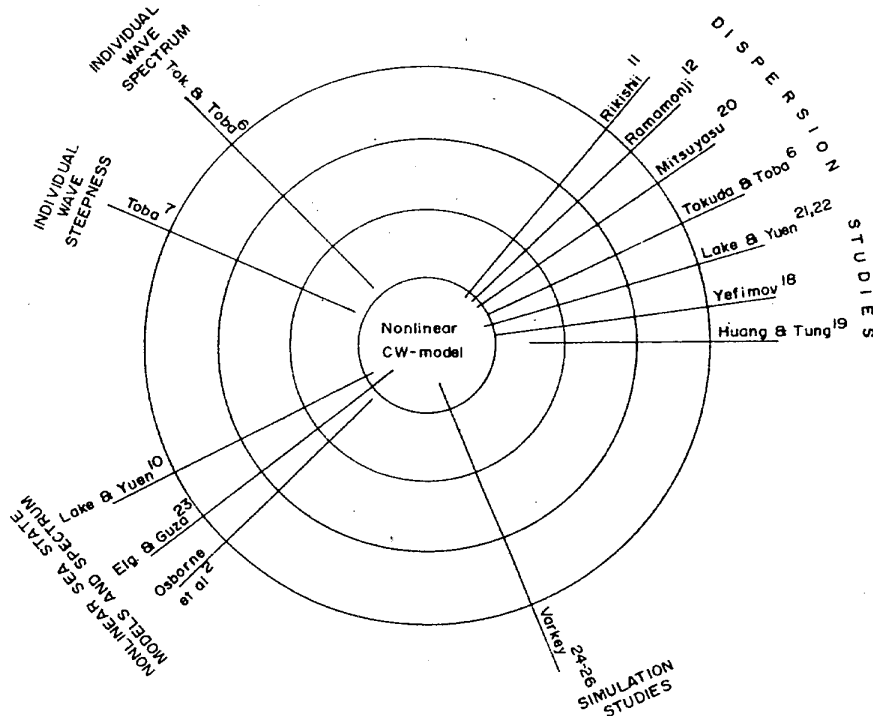 INDIVIDUAL
WAVE
SPECTRUM
Tok. & Toba 6
INDIVIDUAL
WAVE
STEEPNESS
Toba 7
DISPERSION STUDIES
Rikishi 11
Ramamonji 12
Mitsuyasu 20
Tokuda & Toba 6
Lake & Yuen 21,22
Yefimov 18
Huang & Tung 19
Nonlinear
CW-model
Lake & Yuen 10
Elg. & Guza 23
Osborne
et al 2
NONLINEAR SEA STATE
MODELS AND SPECTRUM
Varkey 24-26
SIMULATION
STUDIES